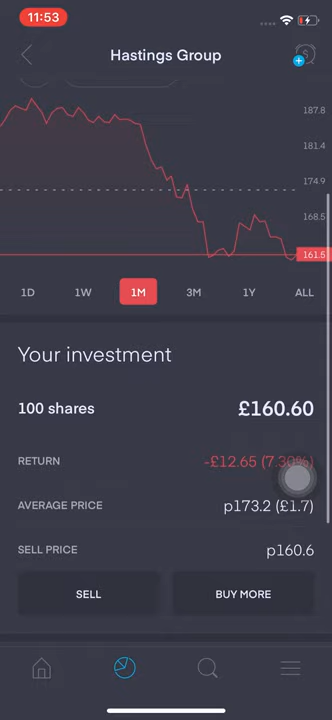 11:53
Hastings Group
187.8
181.4
174.9
168.5
161.5
1D 1W 1M 3M 1Y ALL
Your investment
100 shares £160.60
RETURN -£12.65 (7.30%)
AVERAGE PRICE p173.2 (£1.7)
SELL PRICE p160.6
SELL BUY MORE